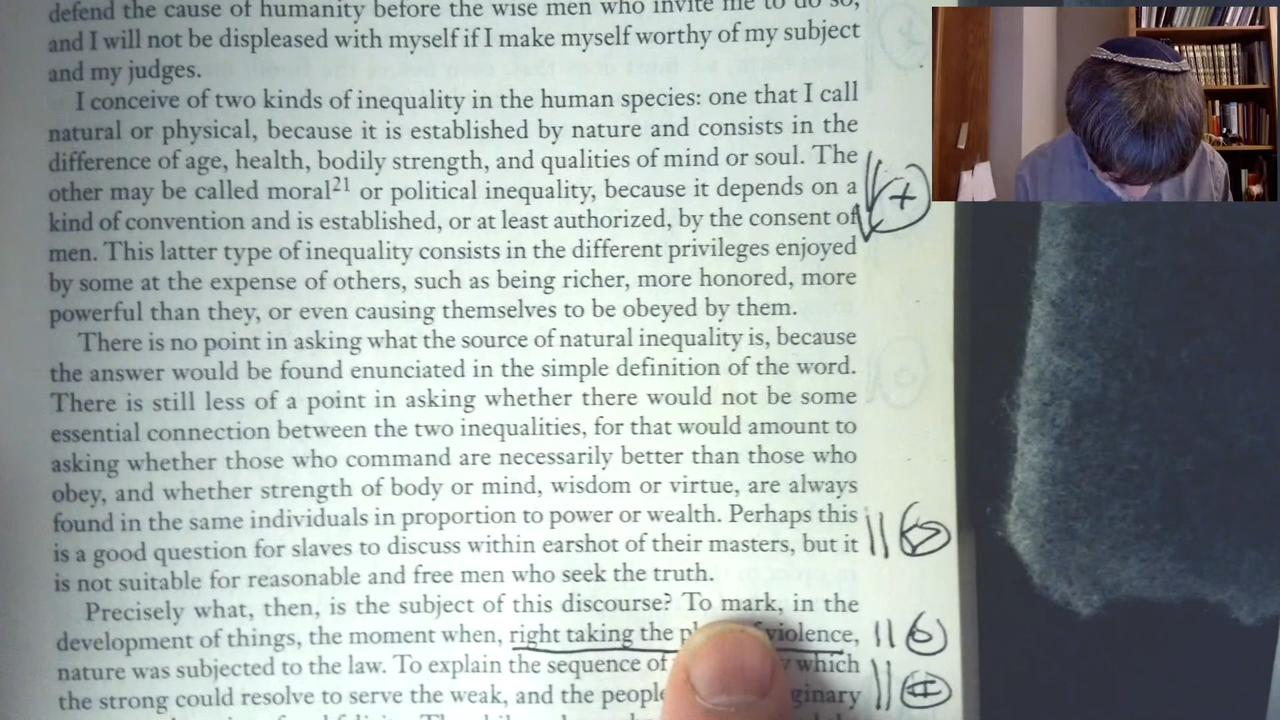 defend the cause of humanity before the wise men who invite me to do so,
and I will not be displeased with myself if I make myself worthy of my subject
and my judges.
I conceive of two kinds of inequality in the human species: one that I call
natural or physical, because it is established by nature and consists in the
difference of age, health, bodily strength, and qualities of mind or soul. The
other may be called moral21 or political inequality, because it depends on a
kind of convention and is established, or at least authorized, by the consent of
men. This latter type of inequality consists in the different privileges enjoyed
by some at the expense of others, such as being richer, more honored, more
powerful than they, or even causing themselves to be obeyed by them.
There is no point in asking what the source of natural inequality is, because
the answer would be found enunciated in the simple definition of the word.
There is still less of a point in asking whether there would not be some
essential connection between the two inequalities, for that would amount to
asking whether those who command are necessarily better than those who
obey, and whether strength of body or mind, wisdom or virtue, are always
found in the same individuals in proportion to power or wealth. Perhaps this
is a good question for slaves to discuss within earshot of their masters, but it
is not suitable for reasonable and free men who seek the truth.
Precisely what, then, is the subject of this discourse? To mark, in the
development of things, the moment when, right taking the violence,
nature was subjected to the law. To explain the sequence of which
the strong could resolve to serve the weak, and the people